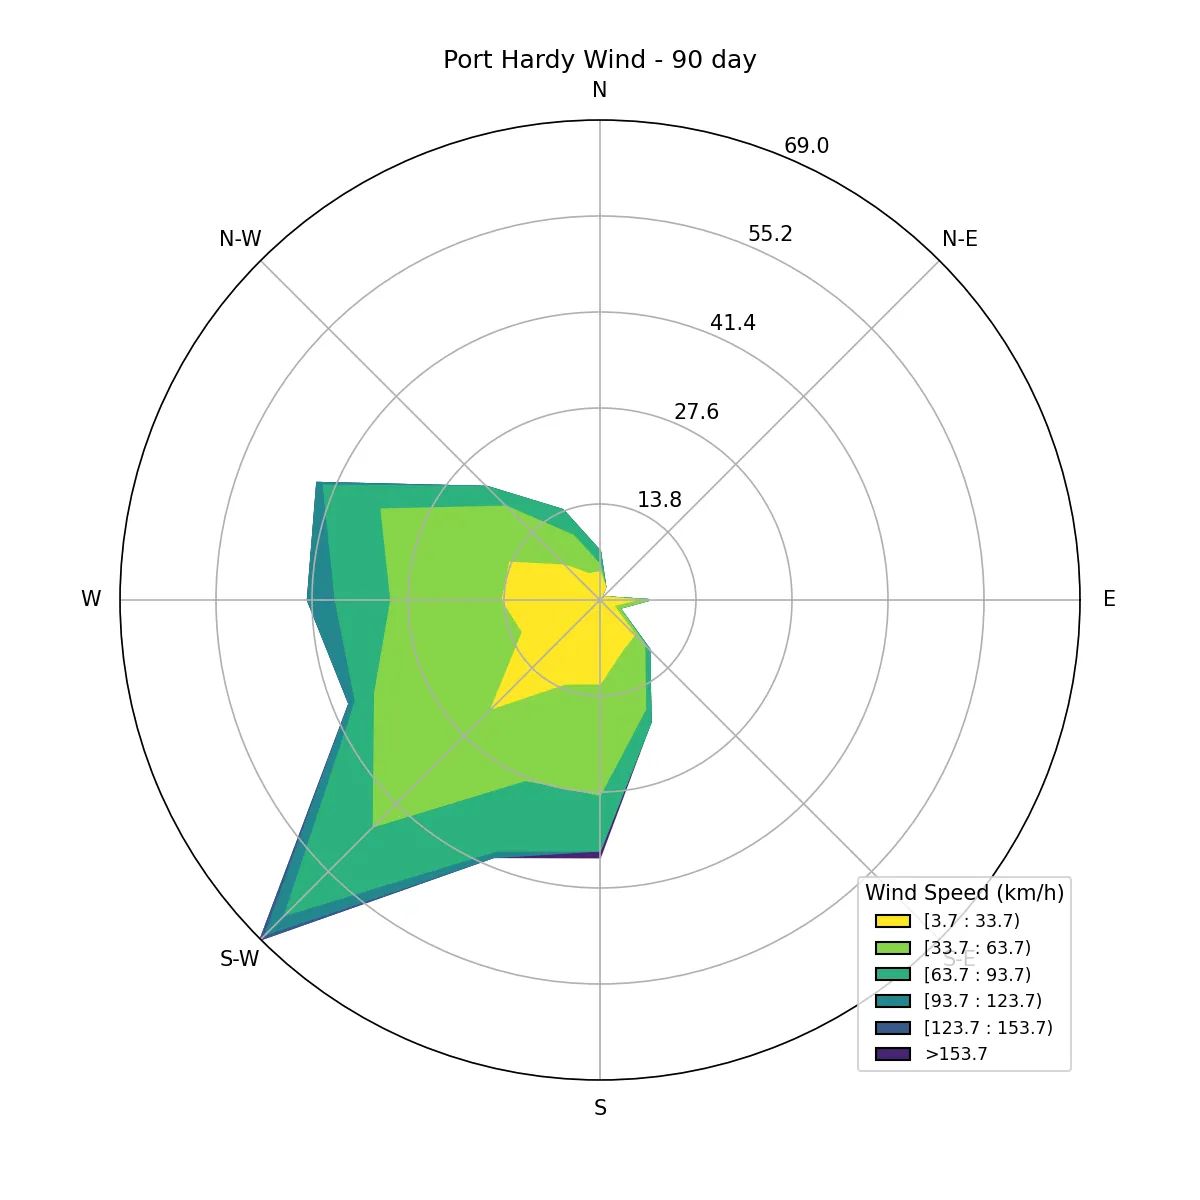 Port Hardy Wind - 90 day
N
69.0
N-W
N-E
55.2
41.4
27.6
13.8
W
E
Wind Speed (km/h)
[3.7 : 33.7)
[33.7 : 63.7)
S-W
S-E
[63.7 : 93.7)
[93.7 : 123.7)
[123.7 : 153.7)
>153.7
S